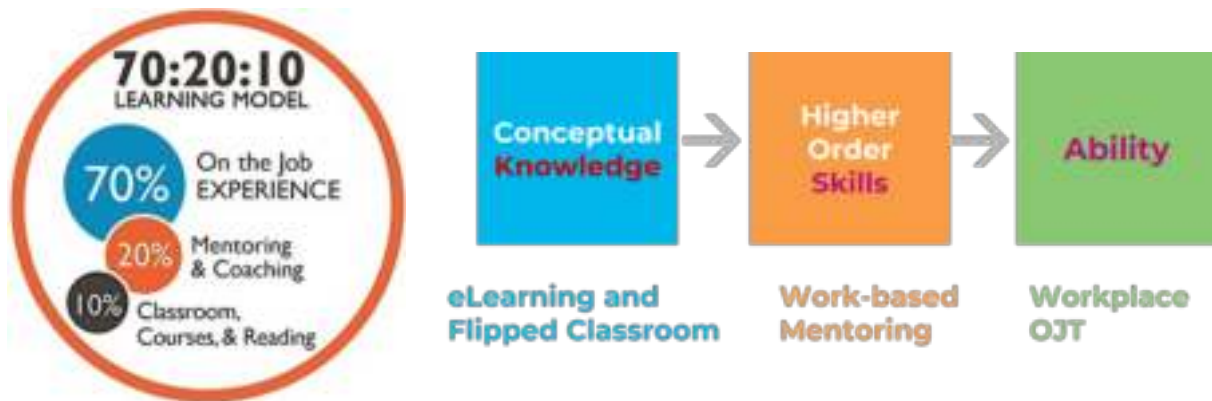 70:20:10
LEARNING MODEL
70%
On the Job
EXPERIENCE
20%
Mentoring
& Coaching
10%
Classroom,
Courses, & Reading
Conceptual
Knowledge
Higher
Order
Skills
Ability
eLearning and
Flipped Classroom
Work-based
Mentoring
Workplace
OJT